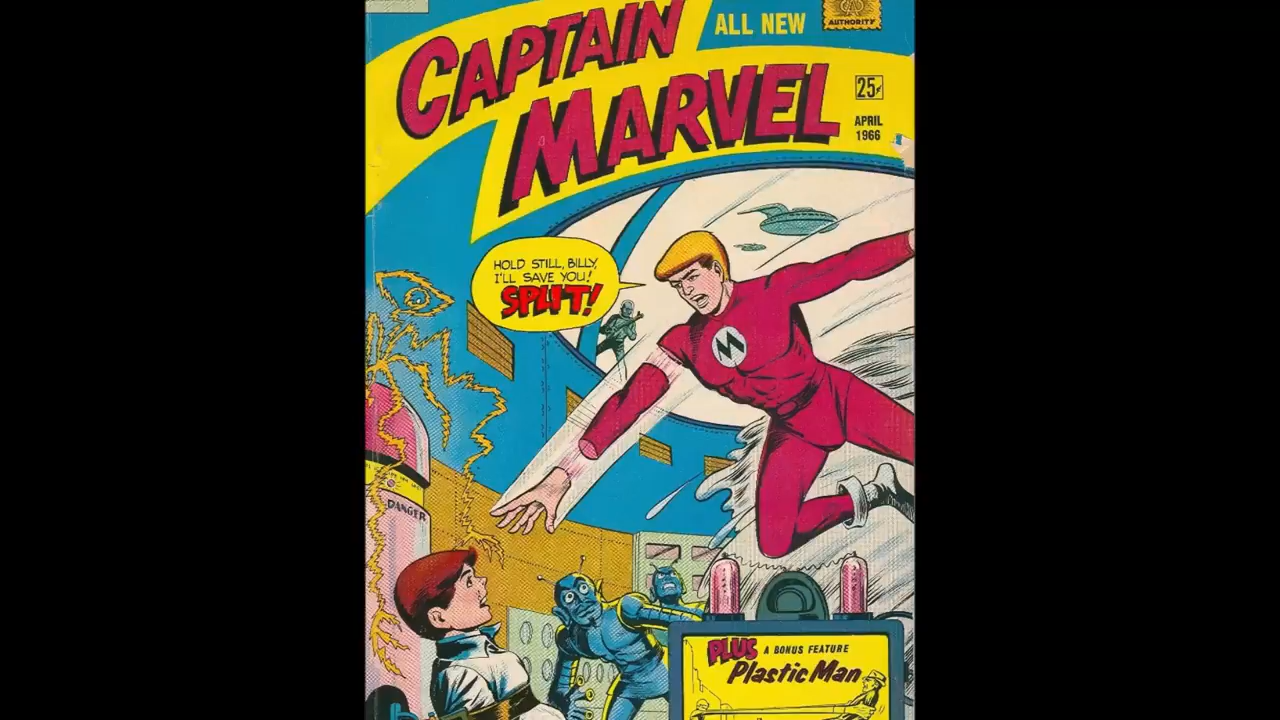 CAPTAIN
MARVEL
ALL NEW
AUTHORITY
25¢
APRIL
1966
HOLD STILL, BILLY,
I'LL SAVE YOU!
SPLIT!
DANGER
PLUS A BONUS FEATURE
Plastic Man